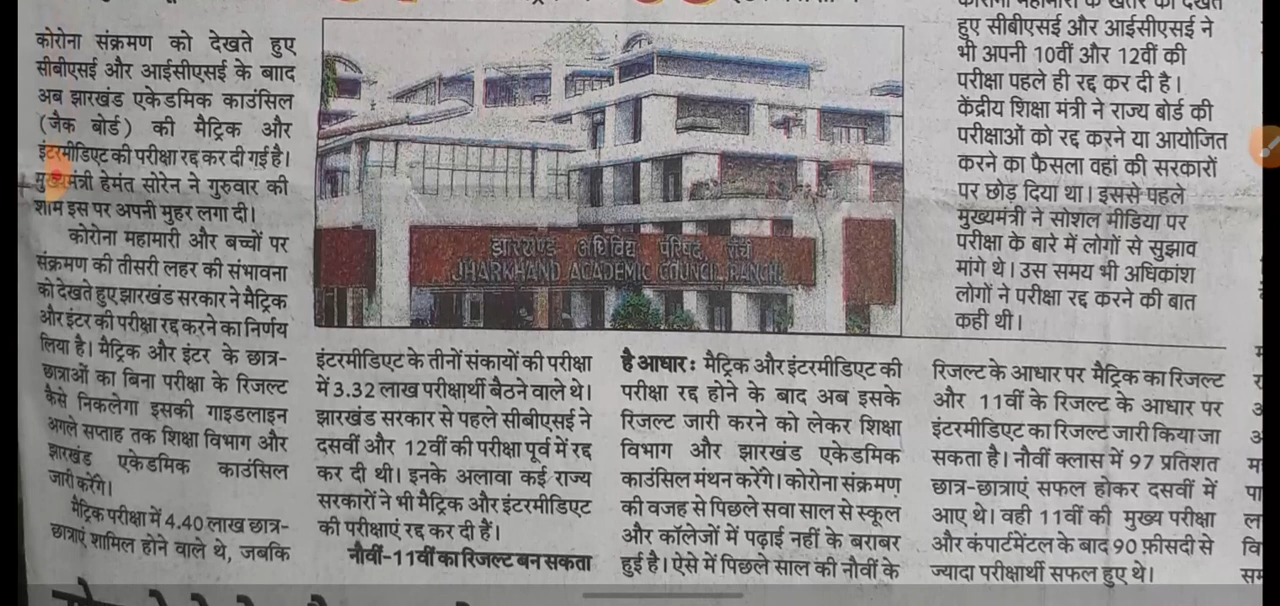 कोरोना संक्रमण को देखते हुए
सीबीएसई और आईसीएसई के बााद
अब झारखंड एकेडमिक काउंसिल
(जैक बोर्ड) की मैट्रिक और
इंटरमीडिएट की परीक्षा रद्द कर दी गई है।
मुख्यमंत्री हेमंत सोरेन ने गुरुवार की
शाम इस पर अपनी मुहर लगा दी।
कोरोना महामारी और बच्चों पर
संक्रमण की तीसरी लहर की संभावना
को देखते हुए झारखंड सरकार ने मैट्रिक
और इंटर की परीक्षा रद्द करने का निर्णय
लिया है। मैट्रिक और इंटर के छात्र-
छात्राओं का बिना परीक्षा के रिजल्ट
कैसे निकलेगा इसकी गाइडलाइन
अगले सप्ताह तक शिक्षा विभाग और
झारखंड एकेडमिक काउंसिल
जारी करेंगे।
मैट्रिक परीक्षा में 4.40 लाख छात्र-
छात्राएं शामिल होने वाले थे, जबकि
झारखण्ड अधिविद्य परिषद, राँची
JHARKHAND ACADEMIC COUNCIL, RANCHI
इंटरमीडिएट के तीनों संकायों की परीक्षा
में 3.32 लाख परीक्षार्थी बैठने वाले थे।
झारखंड सरकार से पहले सीबीएसई ने
दसवीं और 12वीं की परीक्षा पूर्व में रद्द
कर दी थी। इनके अलावा कई राज्य
सरकारों ने भी मैट्रिक और इंटरमीडिएट
की परीक्षाएं रद्द कर दी हैं।
नौवीं-11वीं का रिजल्ट बन सकता
है आधार: मैट्रिक और इंटरमीडिएट की
परीक्षा रद्द होने के बाद अब इसके
रिजल्ट जारी करने को लेकर शिक्षा
विभाग और झारखंड एकेडमिक
काउंसिल मंथन करेंगे। कोरोना संक्रमण
की वजह से पिछले सवा साल से स्कूल
और कॉलेजों में पढ़ाई नहीं के बराबर
हुई है। ऐसे में पिछले साल की नौवीं के
कोरोना महामारी के खतरे को देखते
हुए सीबीएसई और आईसीएसई ने
भी अपनी 10वीं और 12वीं की
परीक्षा पहले ही रद्द कर दी है।
केंद्रीय शिक्षा मंत्री ने राज्य बोर्ड की
परीक्षाओं को रद्द करने या आयोजित
करने का फैसला वहां की सरकारों
पर छोड़ दिया था। इससे पहले
मुख्यमंत्री ने सोशल मीडिया पर
परीक्षा के बारे में लोगों से सुझाव
मांगे थे। उस समय भी अधिकांश
लोगों ने परीक्षा रद्द करने की बात
कही थी।
रिजल्ट के आधार पर मैट्रिक का रिजल्ट
और 11वीं के रिजल्ट के आधार पर
इंटरमीडिएट का रिजल्ट जारी किया जा
सकता है। नौवीं क्लास में 97 प्रतिशत
छात्र-छात्राएं सफल होकर दसवीं में
आए थे। वही 11वीं की मुख्य परीक्षा
और कंपार्टमेंटल के बाद 90 फ़ीसदी से
ज्यादा परीक्षार्थी सफल हुए थे।